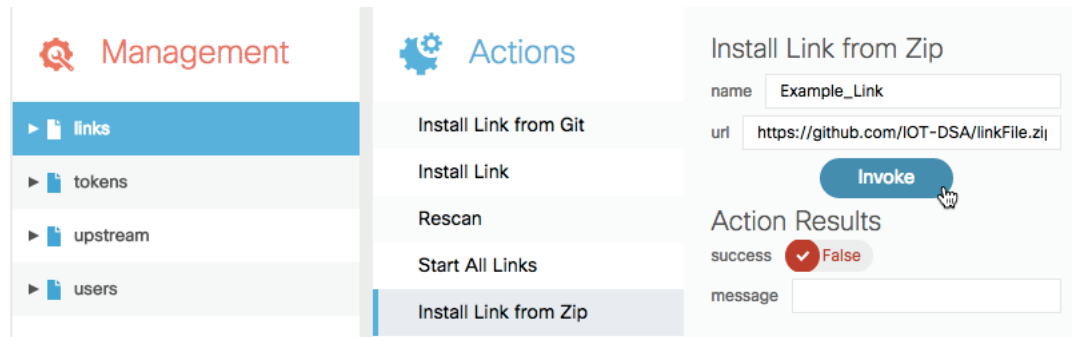 Management
links
tokens
upstream
users
Actions
Install Link from Git
Install Link
Rescan
Start All Links
Install Link from Zip
Install Link from Zip
name Example_Link
url https://github.com/IOT-DSA/linkFile.zip
Invoke
Action Results
success False
message